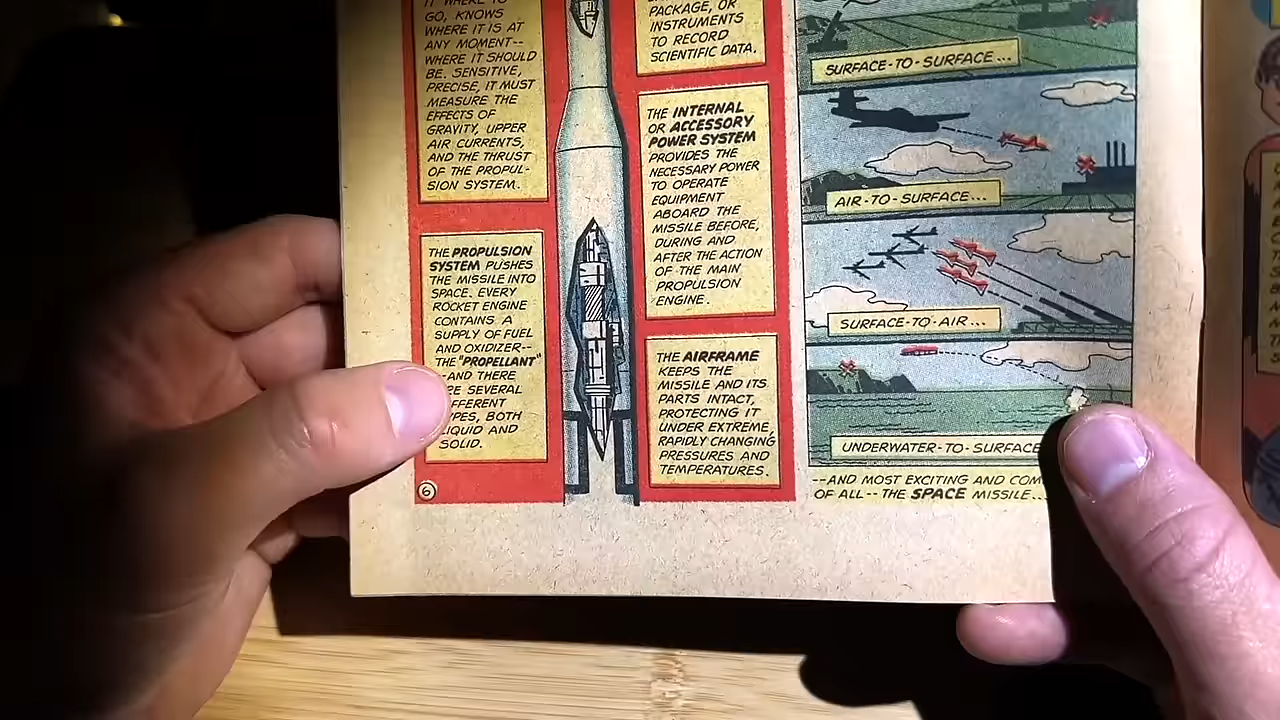 IT WHERE TO
GO, KNOWS
WHERE IT IS AT
ANY MOMENT--
WHERE IT SHOULD
BE. SENSITIVE,
PRECISE, IT MUST
MEASURE THE
EFFECTS OF
GRAVITY, UPPER
AIR CURRENTS,
AND THE THRUST
OF THE PROPUL-
SION SYSTEM.
THE PROPULSION
SYSTEM PUSHES
THE MISSILE INTO
SPACE. EVERY
ROCKET ENGINE
CONTAINS A
SUPPLY OF FUEL
AND OXIDIZER--
THE "PROPELLANT"
--AND THERE
RE SEVERAL
FFERENT
YPES, BOTH
LIQUID AND
SOLID.
6
PACKAGE, OR
INSTRUMENTS
TO RECORD
SCIENTIFIC DATA.
THE INTERNAL
OR ACCESSORY
POWER SYSTEM
PROVIDES THE
NECESSARY POWER
TO OPERATE
EQUIPMENT
ABOARD THE
MISSILE BEFORE,
DURING AND
AFTER THE ACTION
OF THE MAIN
PROPULSION
ENGINE.
THE AIRFRAME
KEEPS THE
MISSILE AND ITS
PARTS INTACT,
PROTECTING IT
UNDER EXTREME,
RAPIDLY CHANGING
PRESSURES AND
TEMPERATURES.
SURFACE-TO-SURFACE...
AIR-TO-SURFACE...
SURFACE-TO-AIR...
UNDERWATER-TO-SURFACE
--AND MOST EXCITING AND COM
OF ALL--THE SPACE MISSILE...